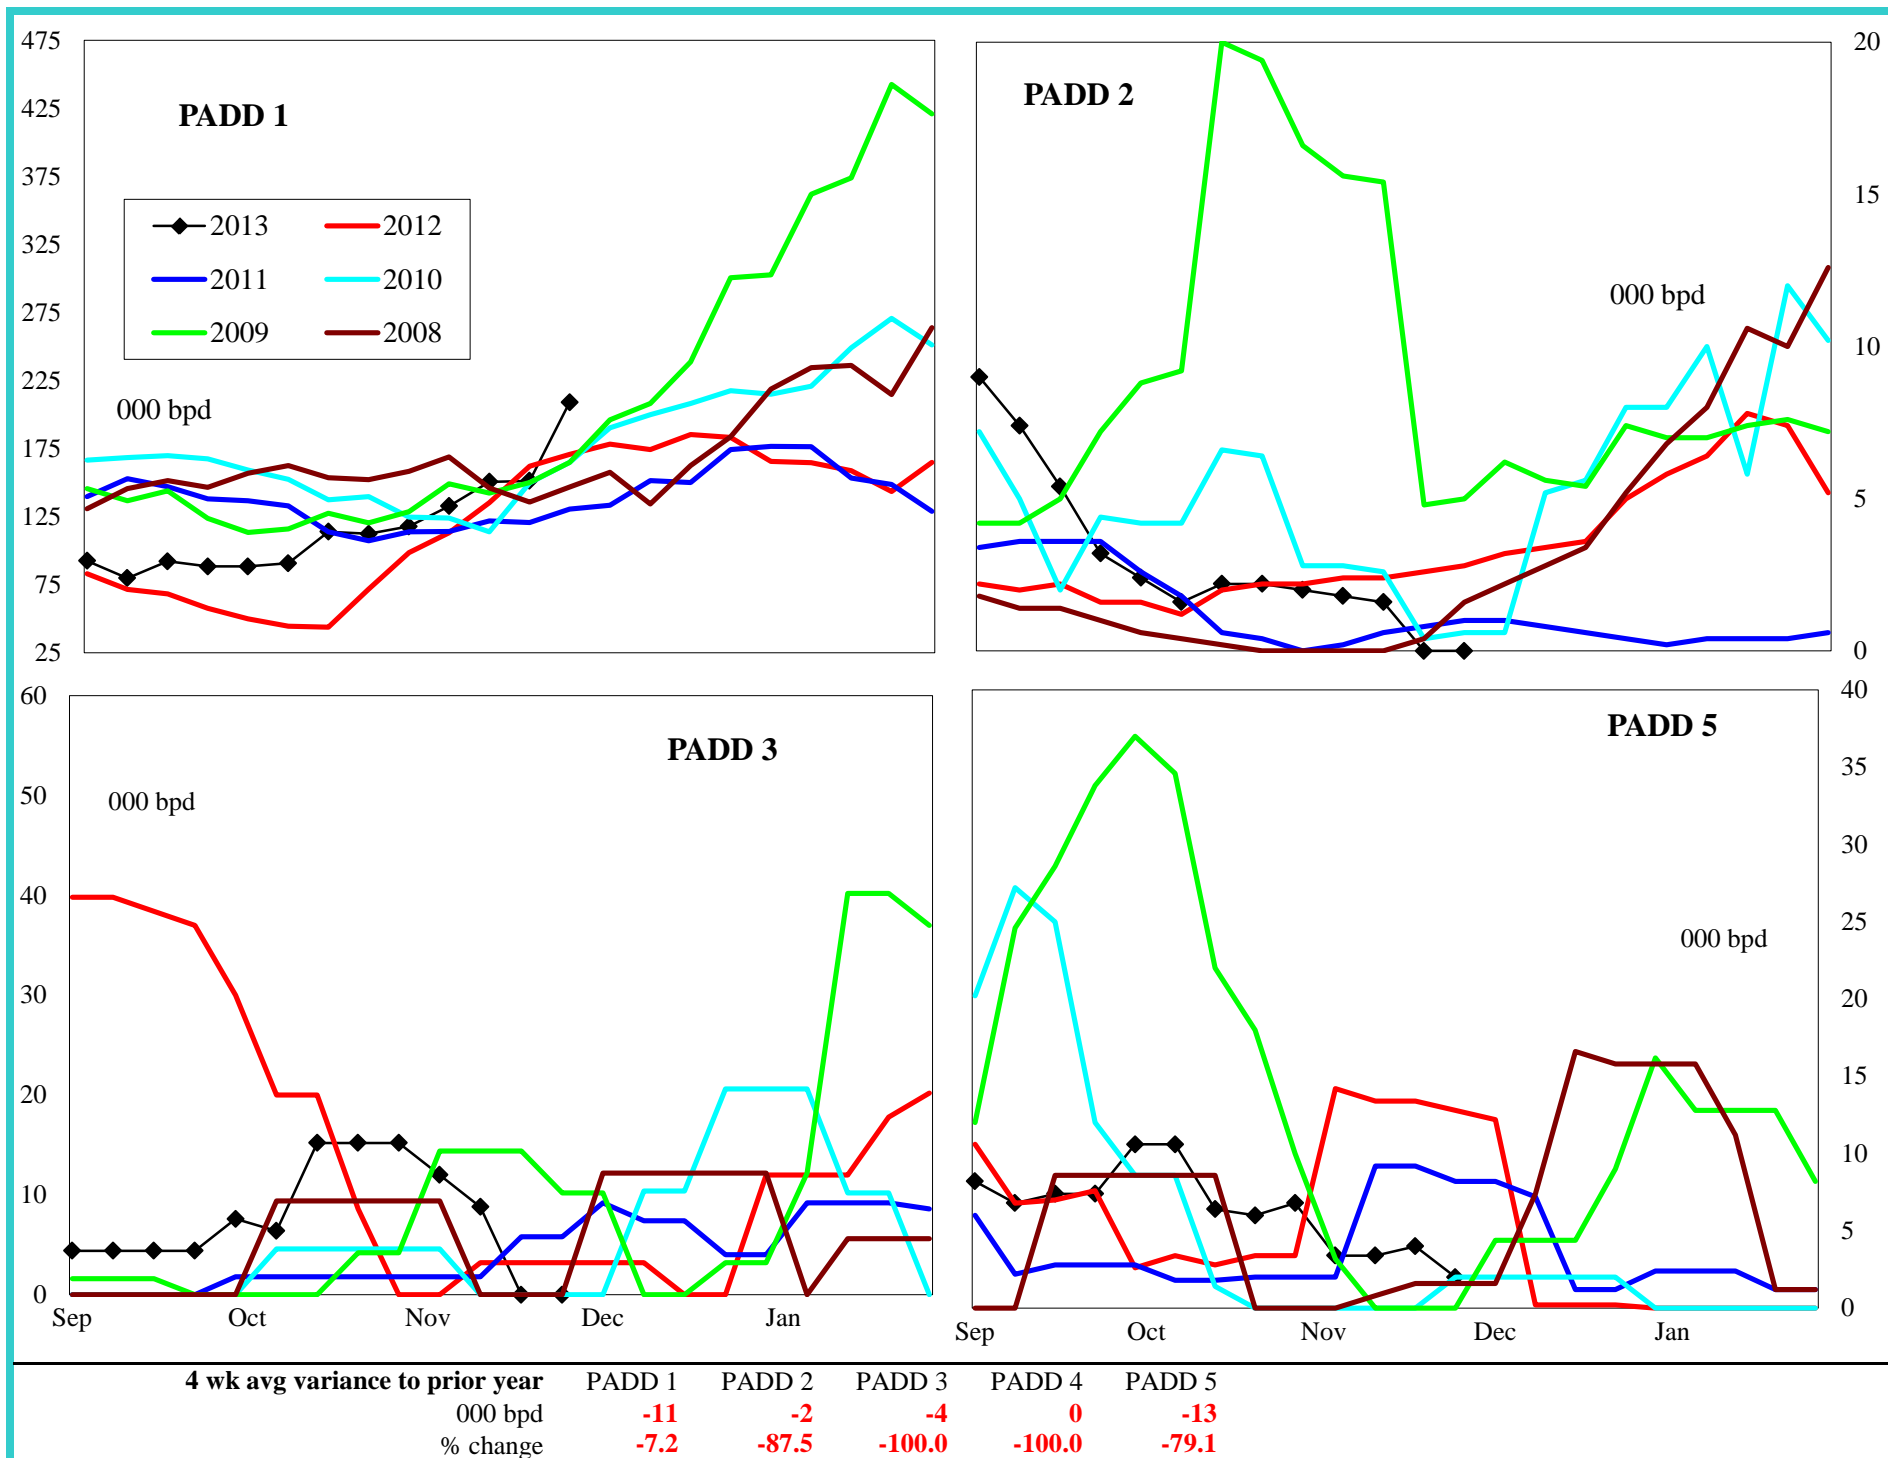 475
425
375
325
275
225
175
125
75
25
PADD 1
2013 2012
2011 2010
2009 2008
000 bpd
PADD 2
000 bpd
20
15
10
5
0
60
50
40
30
20
10
0
PADD 3
000 bpd
Sep Oct Nov Dec Jan
PADD 5
000 bpd
40
35
30
25
20
15
10
5
0
Sep Oct Nov Dec Jan
4 wk avg variance to prior year PADD 1 PADD 2 PADD 3 PADD 4 PADD 5
000 bpd -11 -2 -4 0 -13
% change -7.2 -87.5 -100.0 -100.0 -79.1